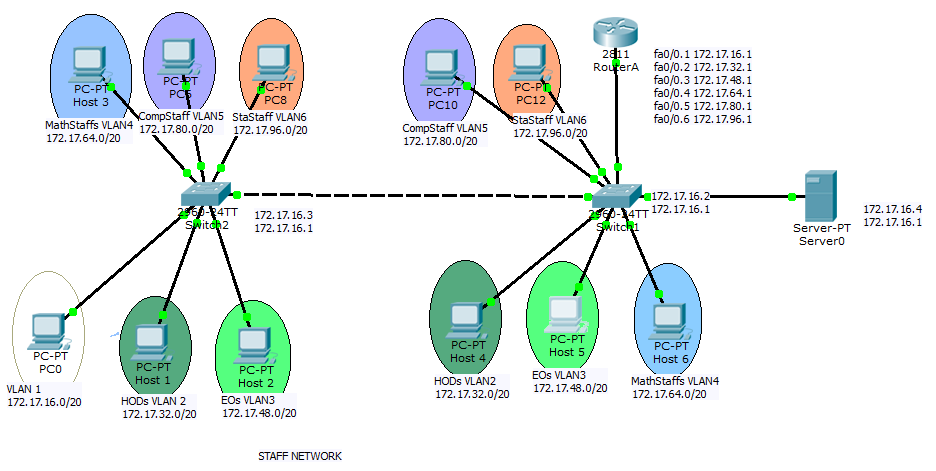 PC-PT
Host 3
MathStaffs VLAN4
172.17.64.0/20
PC-PT
PC6
CompStaff VLAN5
172.17.80.0/20
PC-PT
PC8
StaStaff VLAN6
172.17.96.0/20
PC-PT
PC10
CompStaff VLAN5
172.17.80.0/20
PC-PT
PC12
StaStaff VLAN6
172.17.96.0/20
2811
RouterA
fa0/0.1 172.17.16.1
fa0/0.2 172.17.32.1
fa0/0.3 172.17.48.1
fa0/0.4 172.17.64.1
fa0/0.5 172.17.80.1
fa0/0.6 172.17.96.1
2960-24TT
Switch2
172.17.16.3
172.17.16.1
2960-24TT
Switch1
172.17.16.2
172.17.16.1
Server-PT
Server0
172.17.16.4
172.17.16.1
PC-PT
PC0
VLAN 1
172.17.16.0/20
PC-PT
Host 1
HODs VLAN 2
172.17.32.0/20
PC-PT
Host 2
EOs VLAN3
172.17.48.0/20
PC-PT
Host 4
HODs VLAN2
172.17.32.0/20
PC-PT
Host 5
EOs VLAN3
172.17.48.0/20
PC-PT
Host 6
MathStaffs VLAN4
172.17.64.0/20
STAFF NETWORK